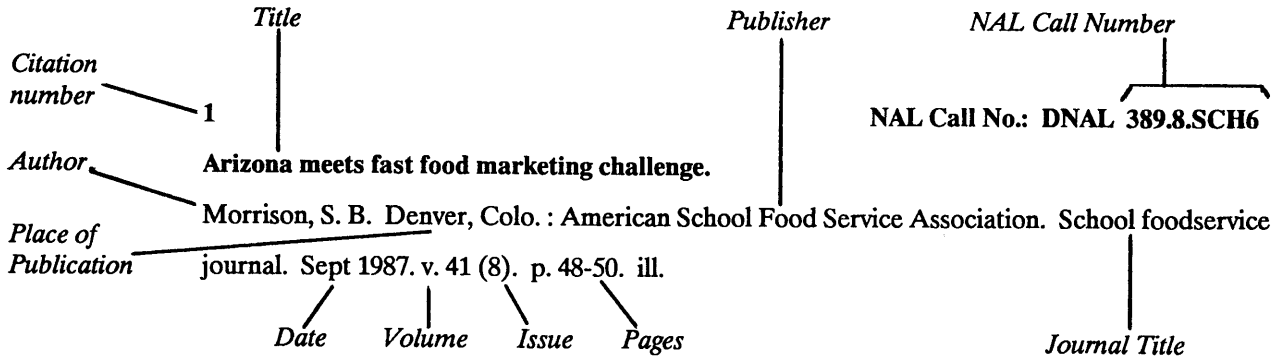 Title Publisher NAL Call Number
Citation
number
1 NAL Call No.: DNAL 389.8.SCH6
Author Arizona meets fast food marketing challenge.
Morrison, S. B. Denver, Colo. : American School Food Service Association. School foodservice
Place of
Publication journal. Sept 1987. v. 41 (8). p. 48-50. ill.
Date Volume Issue Pages Journal Title